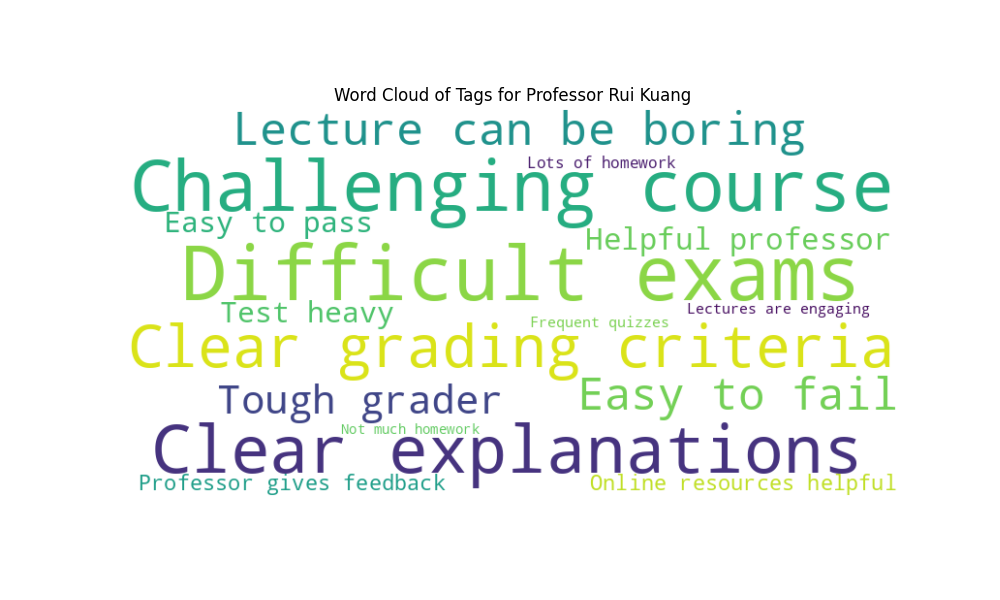 Word Cloud of Tags for Professor Rui Kuang
Lecture can be boring
Lots of homework
Challenging course
Easy to pass
Helpful professor
Difficult exams
Test heavy
Lectures are engaging
Frequent quizzes
Clear grading criteria
Tough grader
Easy to fail
Not much homework
Clear explanations
Professor gives feedback
Online resources helpful